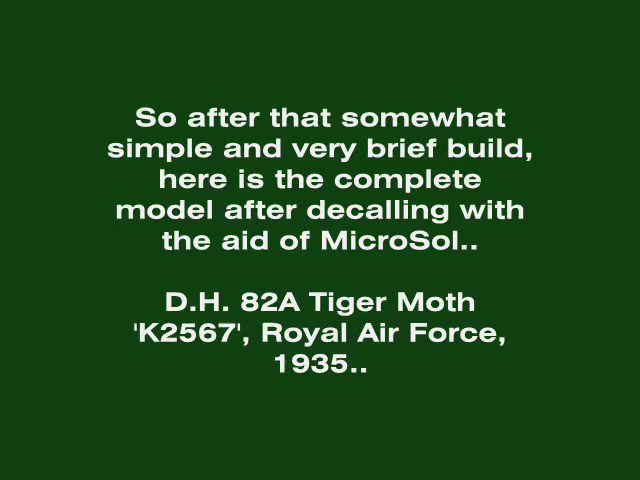 So after that somewhat
simple and very brief build,
here is the complete
model after decalling with
the aid of MicroSol..
D.H. 82A Tiger Moth
'K2567', Royal Air Force,
1935..